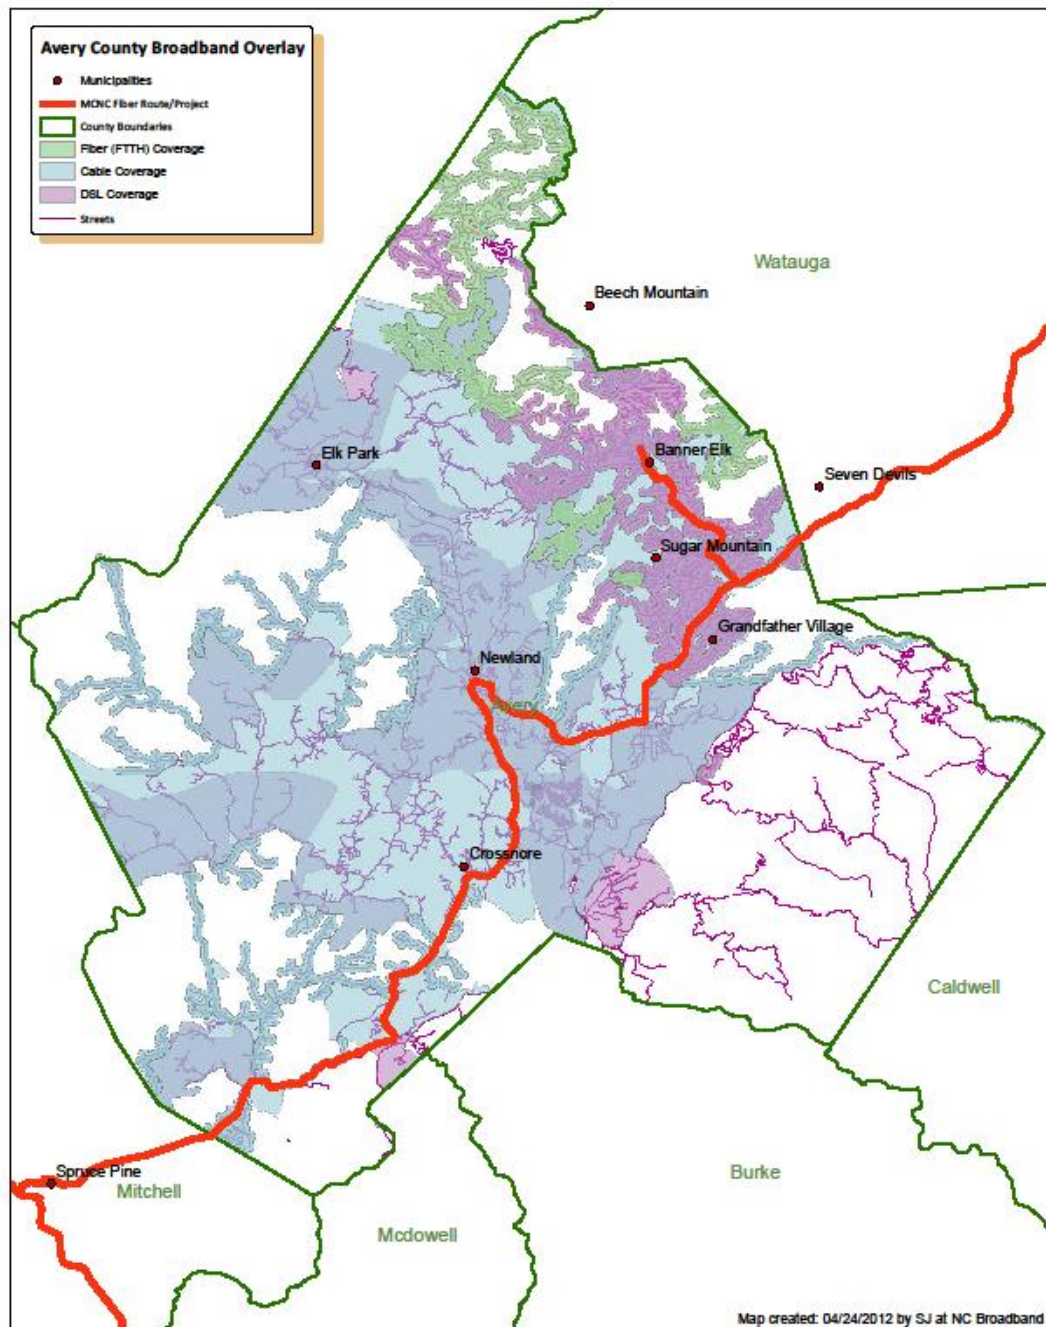 Avery County Broadband Overlay
Municipalities
MCNC Fiber Route/Project
County Boundaries
Fiber (FTTH) Coverage
Cable Coverage
DSL Coverage
Streets
Watauga
Beech Mountain
Elk Park
Banner Elk
Seven Devils
Sugar Mountain
Grandfather Village
Newland
Avery
Crossnore
Caldwell
Spruce Pine
Mitchell
Burke
Mcdowell
Map created: 04/24/2012 by SJ at NC Broadband